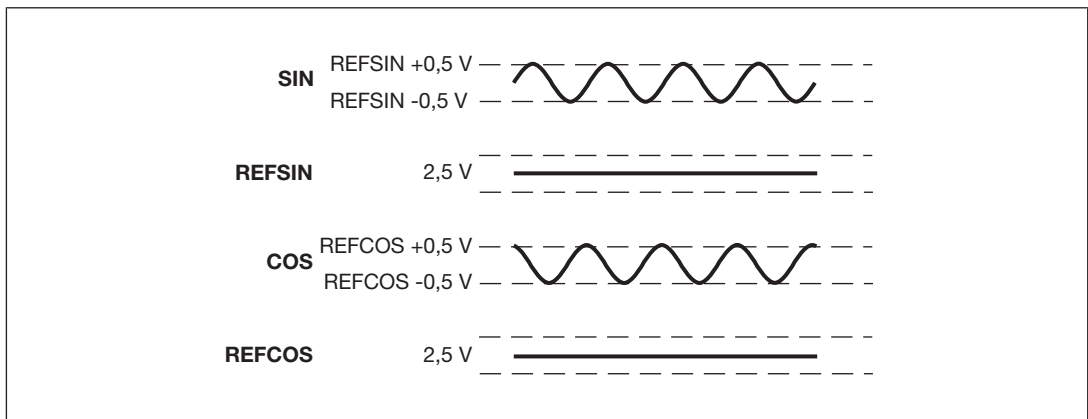 SIN REFSIN +0,5 V
REFSIN -0,5 V
REFSIN 2,5 V
COS REFCOS +0,5 V
REFCOS -0,5 V
REFCOS 2,5 V